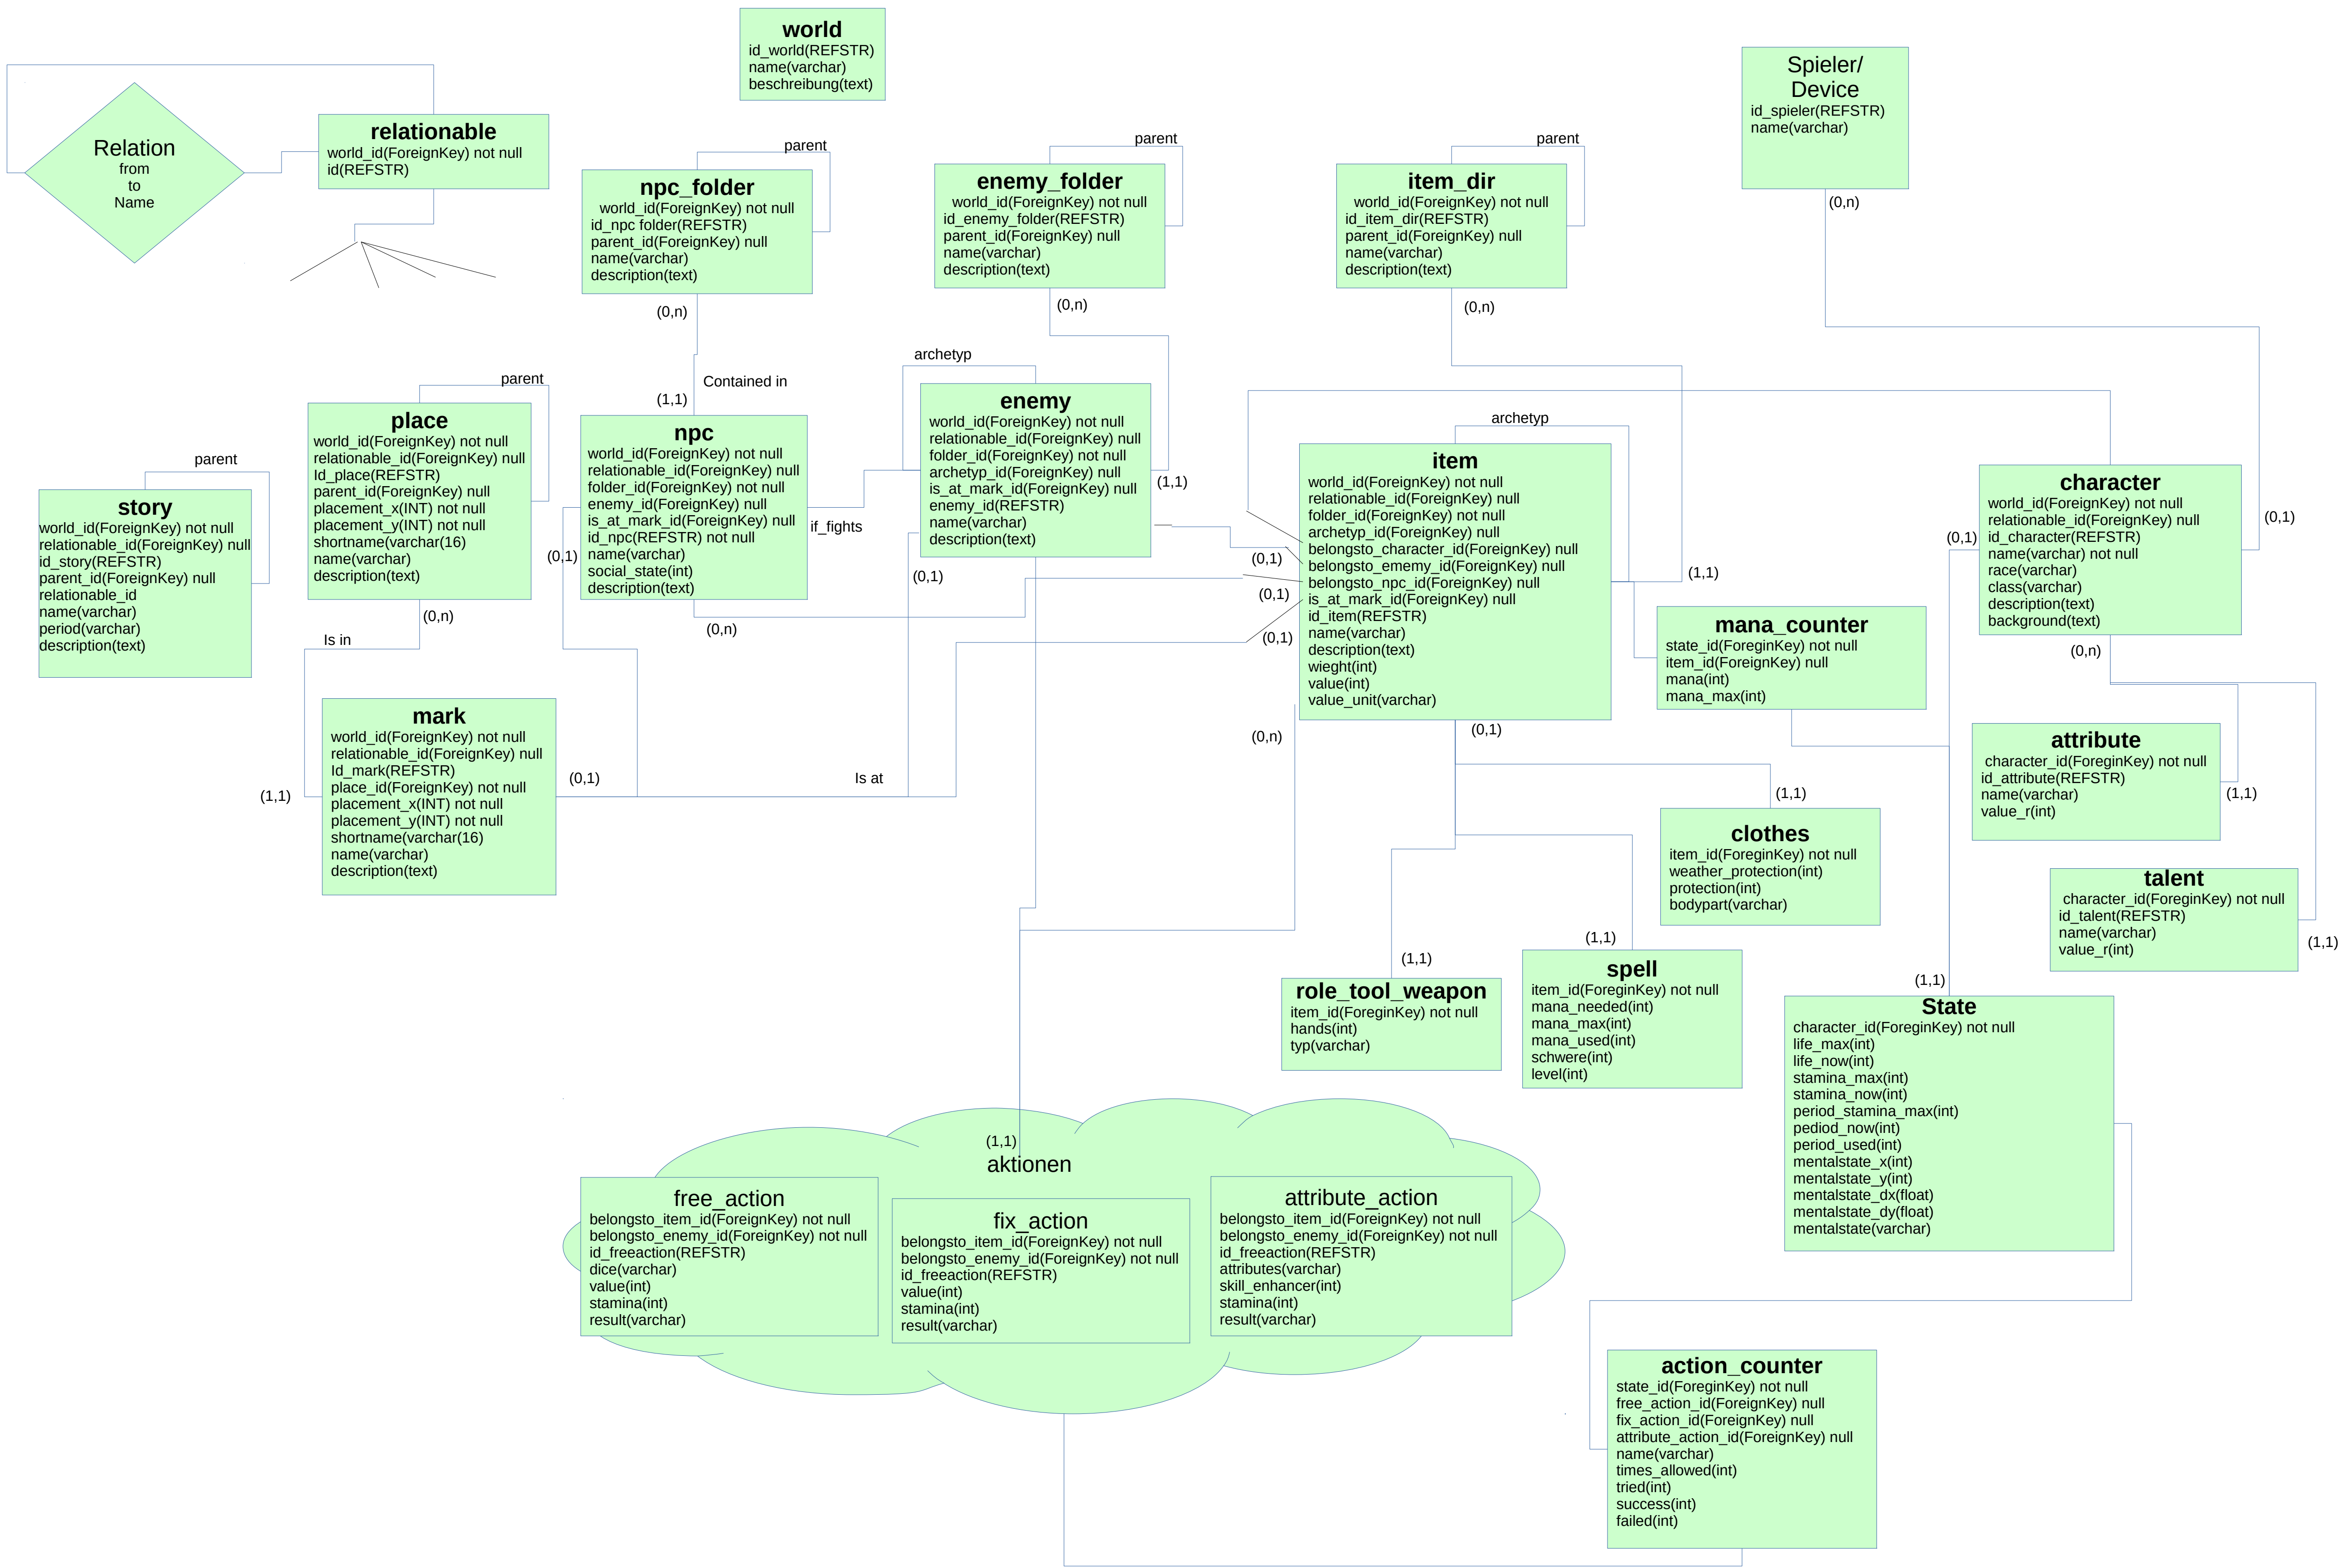 world
id_world(REFSTR)
name(varchar)
beschreibung(text)
Spieler/
Device
id_spieler(REFSTR)
name(varchar)
Relation
from
to
Name
relationable
world_id(ForeignKey) not null
id(REFSTR)
parent
npc_folder
world_id(ForeignKey) not null
id_npc folder(REFSTR)
parent_id(ForeignKey) null
name(varchar)
description(text)
(0,n)
parent
enemy_folder
world_id(ForeignKey) not null
id_enemy_folder(REFSTR)
parent_id(ForeignKey) null
name(varchar)
description(text)
(0,n)
parent
item_dir
world_id(ForeignKey) not null
id_item_dir(REFSTR)
parent_id(ForeignKey) null
name(varchar)
description(text)
(0,n)
(0,n)
parent
story
world_id(ForeignKey) not null
relationable_id(ForeignKey) null
id_story(REFSTR)
parent_id(ForeignKey) null
relationable_id
name(varchar)
period(varchar)
description(text)
parent
place
world_id(ForeignKey) not null
relationable_id(ForeignKey) null
Id_place(REFSTR)
parent_id(ForeignKey) null
placement_x(INT) not null
placement_y(INT) not null
shortname(varchar(16)
name(varchar)
description(text)
(0,n)
Is in
Contained in
(1,1)
npc
world_id(ForeignKey) not null
relationable_id(ForeignKey) null
folder_id(ForeignKey) not null
enemy_id(ForeignKey) null
is_at_mark_id(ForeignKey) null
id_npc(REFSTR) not null
name(varchar)
social_state(int)
description(text)
if_fights
(0,1)
(0,n)
archetyp
enemy
world_id(ForeignKey) not null
relationable_id(ForeignKey) null
folder_id(ForeignKey) not null
archetyp_id(ForeignKey) null
is_at_mark_id(ForeignKey) null
enemy_id(REFSTR)
name(varchar)
description(text)
(1,1)
(0,1)
(0,1)
(0,1)
(0,1)
archetyp
item
world_id(ForeignKey) not null
relationable_id(ForeignKey) null
folder_id(ForeignKey) not null
archetyp_id(ForeignKey) null
belongsto_character_id(ForeignKey) null
belongsto_ememy_id(ForeignKey) null
belongsto_npc_id(ForeignKey) null
is_at_mark_id(ForeignKey) null
id_item(REFSTR)
name(varchar)
description(text)
wieght(int)
value(int)
value_unit(varchar)
(1,1)
(0,n)
(0,1)
(0,1)
(0,1)
character
world_id(ForeignKey) not null
relationable_id(ForeignKey) null
id_character(REFSTR)
name(varchar) not null
race(varchar)
class(varchar)
description(text)
background(text)
(0,n)
mana_counter
state_id(ForeginKey) not null
item_id(ForeignKey) null
mana(int)
mana_max(int)
mark
world_id(ForeignKey) not null
relationable_id(ForeignKey) null
Id_mark(REFSTR)
place_id(ForeignKey) not null
placement_x(INT) not null
placement_y(INT) not null
shortname(varchar(16)
name(varchar)
description(text)
(1,1)
(0,1)
Is at
attribute
character_id(ForeginKey) not null
id_attribute(REFSTR)
name(varchar)
value_r(int)
(1,1)
(1,1)
clothes
item_id(ForeginKey) not null
weather_protection(int)
protection(int)
bodypart(varchar)
talent
character_id(ForeginKey) not null
id_talent(REFSTR)
name(varchar)
value_r(int)
(1,1)
(1,1)
role_tool_weapon
item_id(ForeginKey) not null
hands(int)
typ(varchar)
(1,1)
spell
item_id(ForeginKey) not null
mana_needed(int)
mana_max(int)
mana_used(int)
schwere(int)
level(int)
(1,1)
State
character_id(ForeginKey) not null
life_max(int)
life_now(int)
stamina_max(int)
stamina_now(int)
period_stamina_max(int)
pediod_now(int)
period_used(int)
mentalstate_x(int)
mentalstate_y(int)
mentalstate_dx(float)
mentalstate_dy(float)
mentalstate(varchar)
(1,1)
aktionen
free_action
belongsto_item_id(ForeignKey) not null
belongsto_enemy_id(ForeignKey) not null
id_freeaction(REFSTR)
dice(varchar)
value(int)
stamina(int)
result(varchar)
fix_action
belongsto_item_id(ForeignKey) not null
belongsto_enemy_id(ForeignKey) not null
id_freeaction(REFSTR)
value(int)
stamina(int)
result(varchar)
attribute_action
belongsto_item_id(ForeignKey) not null
belongsto_enemy_id(ForeignKey) not null
id_freeaction(REFSTR)
attributes(varchar)
skill_enhancer(int)
stamina(int)
result(varchar)
action_counter
state_id(ForeginKey) not null
free_action_id(ForeignKey) null
fix_action_id(ForeignKey) null
attribute_action_id(ForeignKey) null
name(varchar)
times_allowed(int)
tried(int)
success(int)
failed(int)